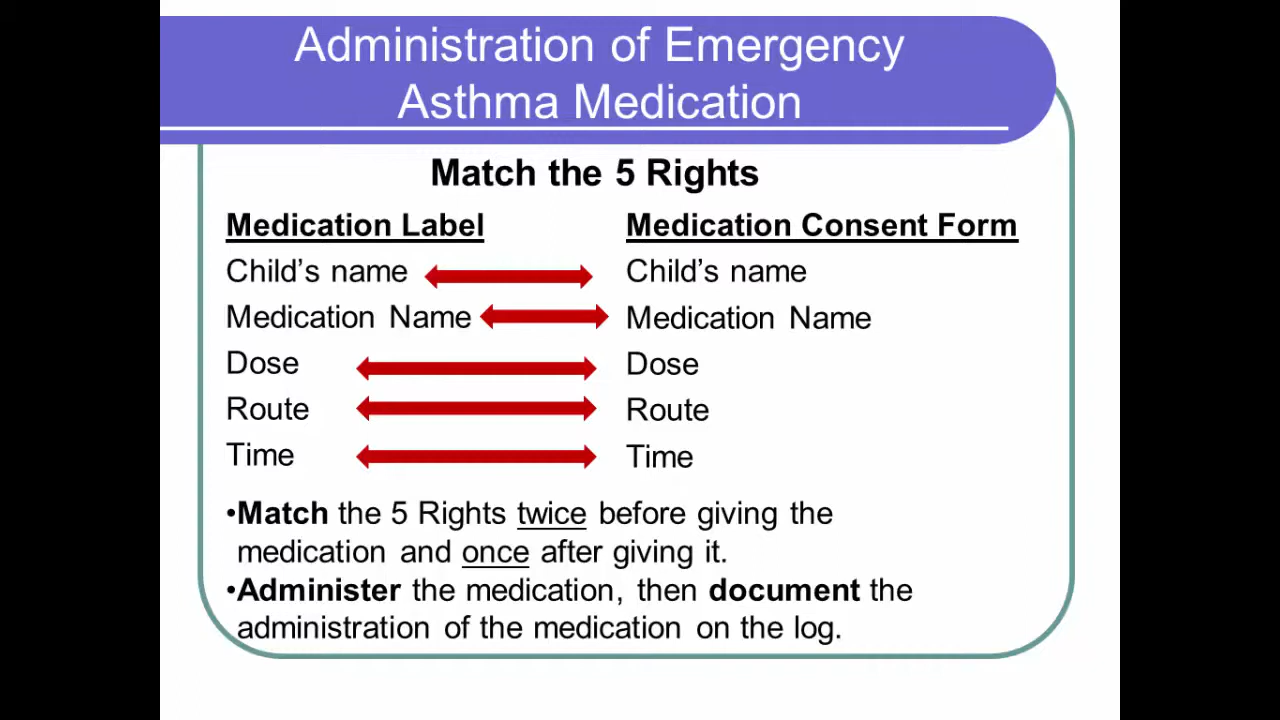 Administration of Emergency
Asthma Medication
Match the 5 Rights
Medication Label Medication Consent Form
Child’s name Child’s name
Medication Name Medication Name
Dose Dose
Route Route
Time Time
•Match the 5 Rights twice before giving the
medication and once after giving it.
•Administer the medication, then document the
administration of the medication on the log.